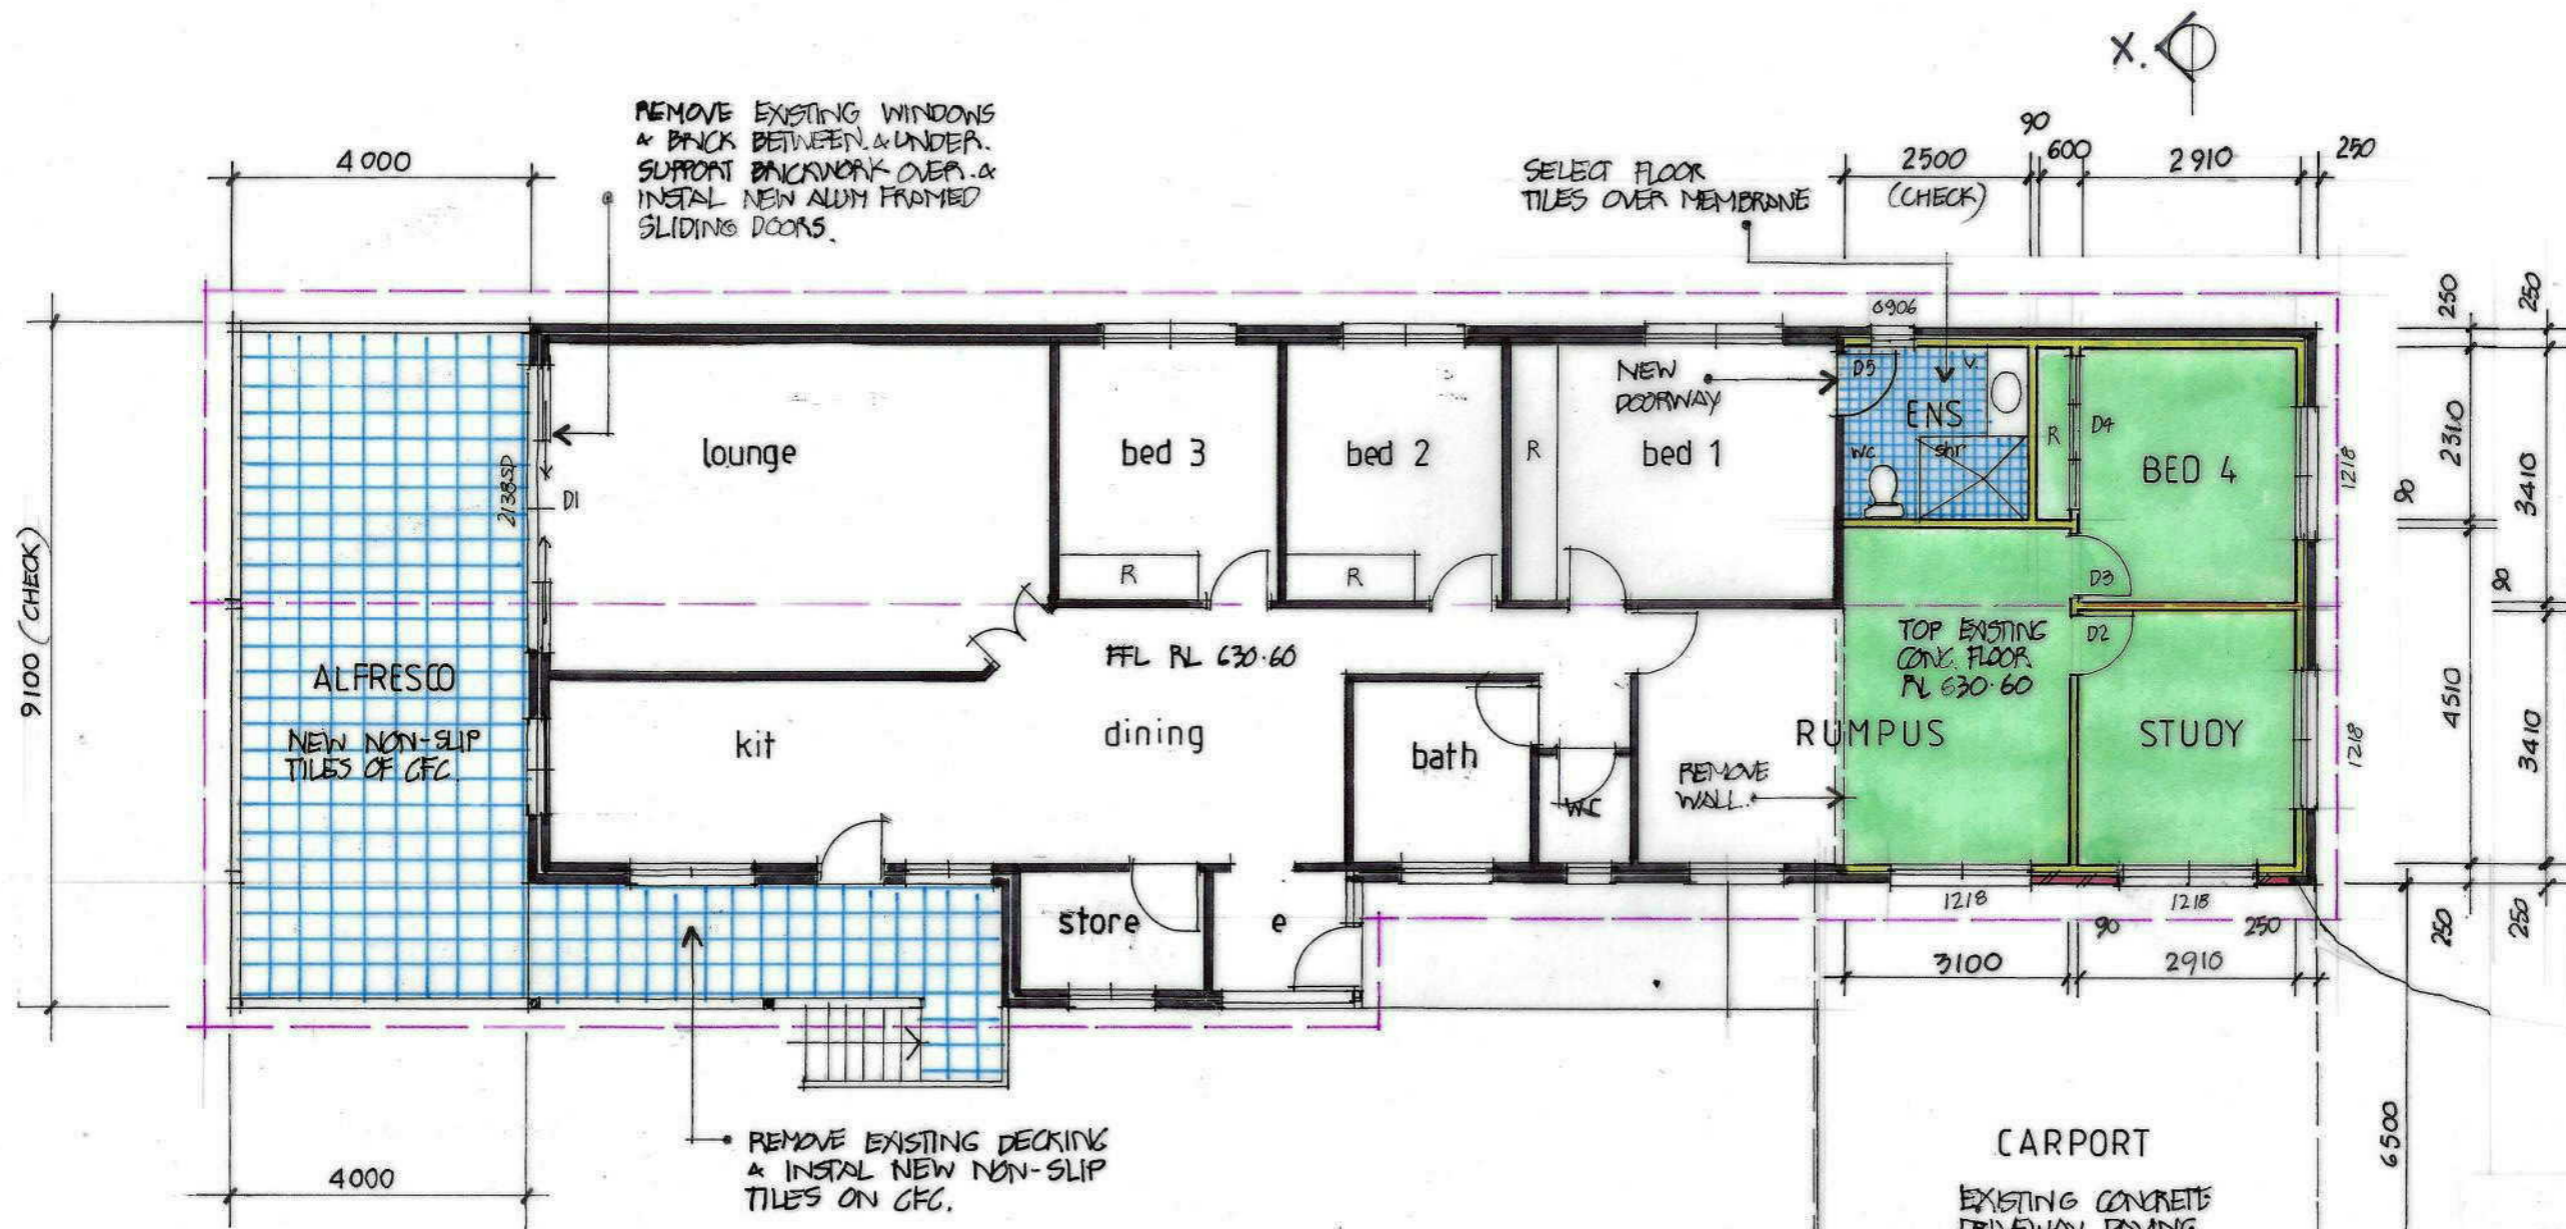 X.
REMOVE EXISTING WINDOWS
& BRICK BETWEEN & UNDER.
SUPPORT BRICKWORK OVER &
INSTAL NEW ALUM FRAMED
SLIDING DOORS.
4000
SELECT FLOOR
TILES OVER MEMBRANE
2500
(CHECK)
90
600
2910
250
0906
250
250
9100 (CHECK)
lounge
bed 3
bed 2
R
bed 1
NEW
DOORWAY
D5
V.
ENS
WC
shr
R
D4
BED 4
1218
2310
90
3410
2138SD
D1
R
R
D3
90
FFL RL 630.60
TOP EXISTING
CONC. FLOOR
RL 630.60
D2
ALFRESCO
NEW NON-SLIP
TILES OF CFC.
kit
dining
bath
WC
REMOVE
WALL.
RUMPUS
STUDY
1218
4510
3410
store
e
1218
1218
90
250
250
250
3100
2910
4000
REMOVE EXISTING DECKING
& INSTAL NEW NON-SLIP
TILES ON CFC.
CARPORT
EXISTING CONCRETE
DRIVEWAY PAVING
6500